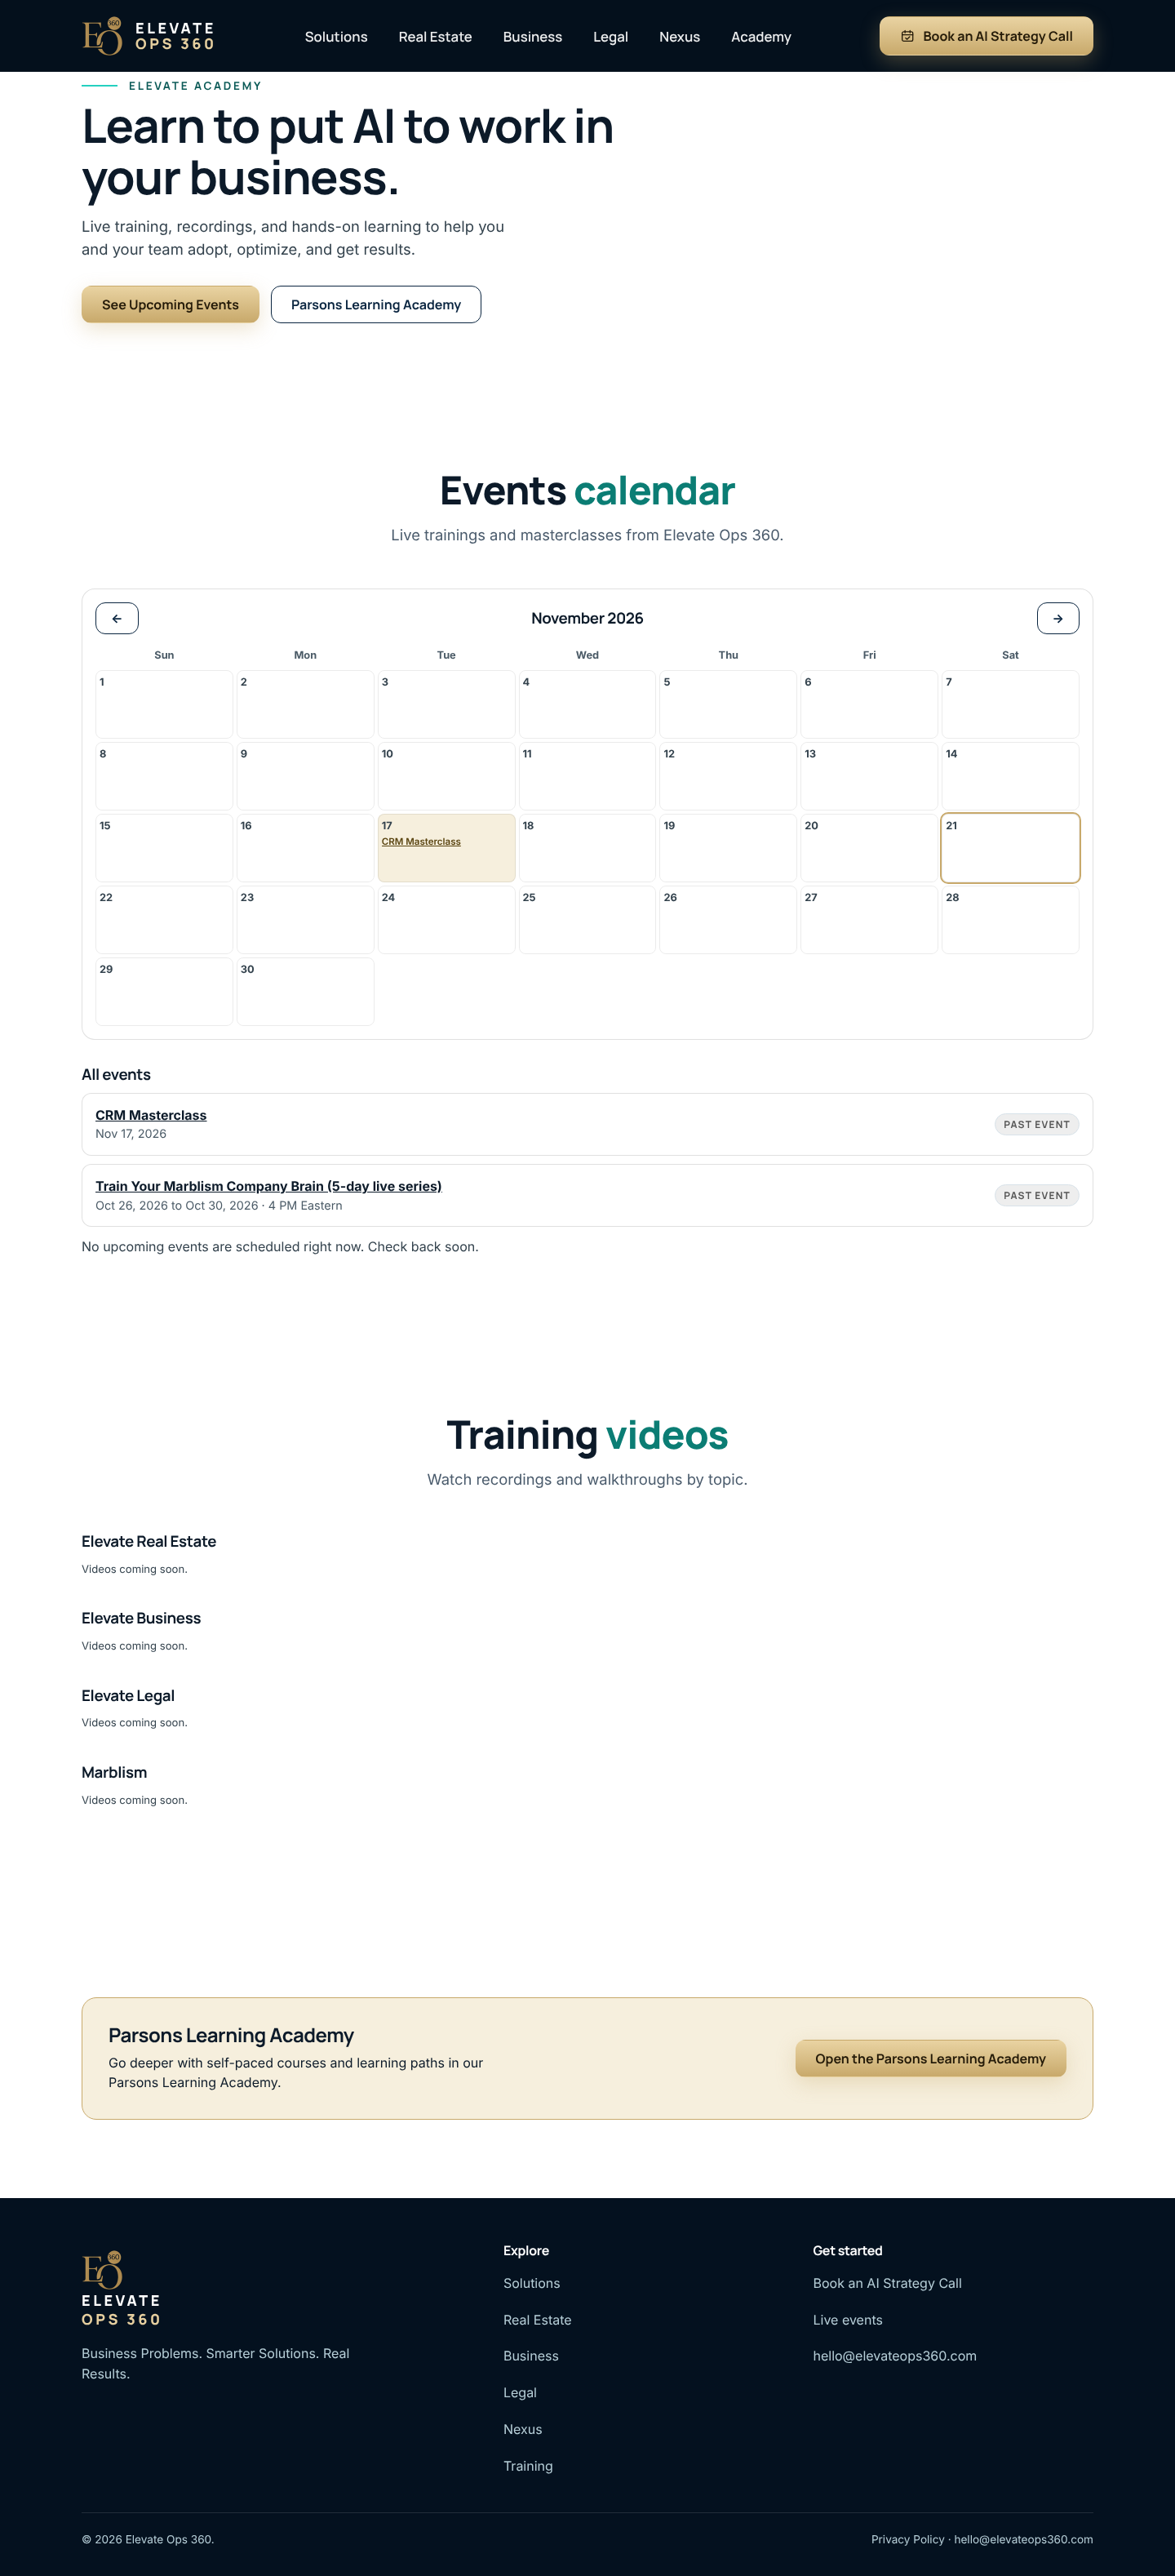 360
EO
ELEVATE
OPS 360
Solutions
Real Estate
Business
Legal
Nexus
Academy
Book an AI Strategy Call
ELEVATE ACADEMY
Learn to put AI to work in
your business.
Live training, recordings, and hands-on learning to help you
and your team adopt, optimize, and get results.
See Upcoming Events
Parsons Learning Academy
Events calendar
Live trainings and masterclasses from Elevate Ops 360.
←
November 2026
→
Sun Mon Tue Wed Thu Fri Sat
1 2 3 4 5 6 7
8 9 10 11 12 13 14
15 16 17 18 19 20 21
CRM Masterclass
22 23 24 25 26 27 28
29 30
All events
CRM Masterclass
Nov 17, 2026
PAST EVENT
Train Your Marblism Company Brain (5-day live series)
Oct 26, 2026 to Oct 30, 2026 · 4 PM Eastern
PAST EVENT
No upcoming events are scheduled right now. Check back soon.
Training videos
Watch recordings and walkthroughs by topic.
Elevate Real Estate
Videos coming soon.
Elevate Business
Videos coming soon.
Elevate Legal
Videos coming soon.
Marblism
Videos coming soon.
Parsons Learning Academy
Go deeper with self-paced courses and learning paths in our
Parsons Learning Academy.
Open the Parsons Learning Academy
360
EO
ELEVATE
OPS 360
Business Problems. Smarter Solutions. Real
Results.
Explore
Solutions
Real Estate
Business
Legal
Nexus
Training
Get started
Book an AI Strategy Call
Live events
hello@elevateops360.com
© 2026 Elevate Ops 360.
Privacy Policy · hello@elevateops360.com